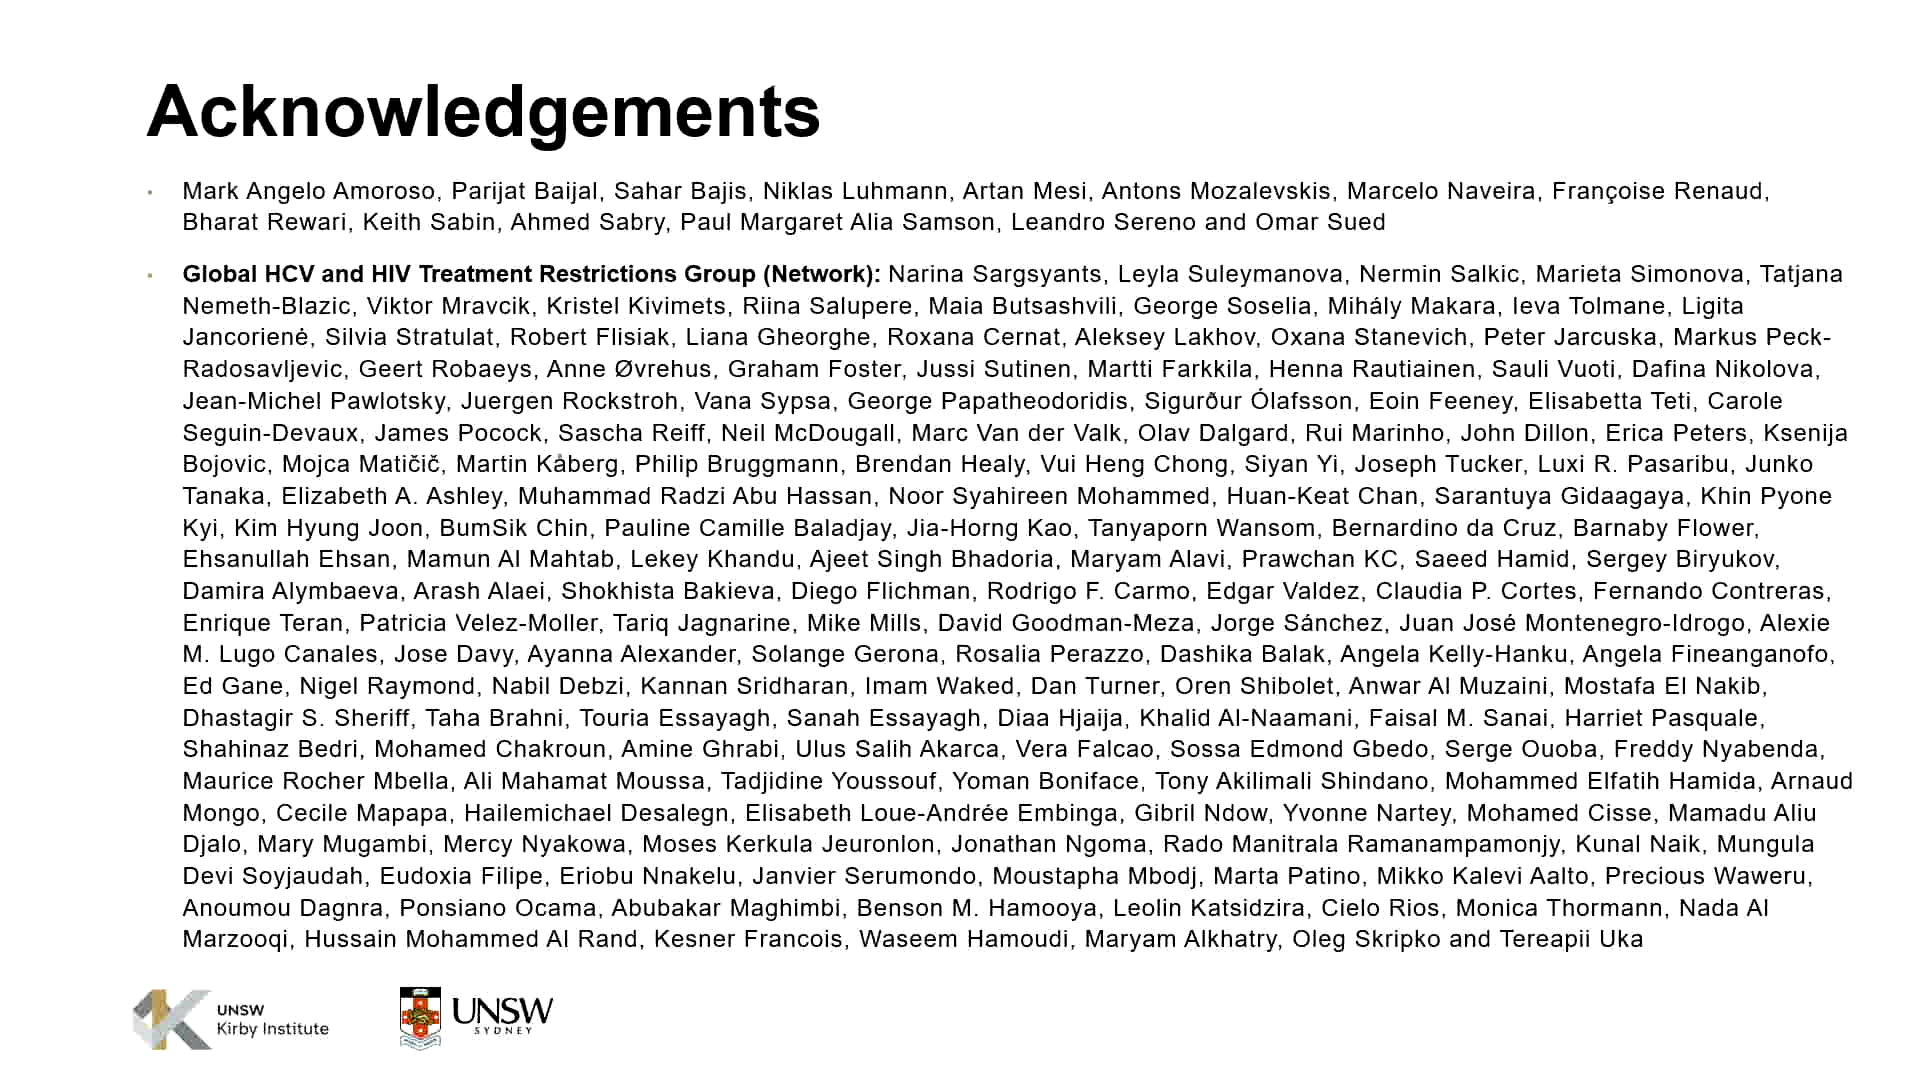 Acknowledgements
• Mark Angelo Amoroso, Parijat Baijal, Sahar Bajis, Niklas Luhmann, Artan Mesi, Antons Mozalevskis, Marcelo Naveira, Françoise Renaud,
Bharat Rewari, Keith Sabin, Ahmed Sabry, Paul Margaret Alia Samson, Leandro Sereno and Omar Sued
• Global HCV and HIV Treatment Restrictions Group (Network): Narina Sargsyants, Leyla Suleymanova, Nermin Salkic, Marieta Simonova, Tatjana
Nemeth-Blazic, Viktor Mravcik, Kristel Kivimets, Riina Salupere, Maia Butsashvili, George Soselia, Mihály Makara, Ieva Tolmane, Ligita
Jancorienė, Silvia Stratulat, Robert Flisiak, Liana Gheorghe, Roxana Cernat, Aleksey Lakhov, Oxana Stanevich, Peter Jarcuska, Markus Peck-
Radosavljevic, Geert Robaeys, Anne Øvrehus, Graham Foster, Jussi Sutinen, Martti Farkkila, Henna Rautiainen, Sauli Vuoti, Dafina Nikolova,
Jean-Michel Pawlotsky, Juergen Rockstroh, Vana Sypsa, George Papatheodoridis, Sigurður Ólafsson, Eoin Feeney, Elisabetta Teti, Carole
Seguin-Devaux, James Pocock, Sascha Reiff, Neil McDougall, Marc Van der Valk, Olav Dalgard, Rui Marinho, John Dillon, Erica Peters, Ksenija
Bojovic, Mojca Matičič, Martin Kåberg, Philip Bruggmann, Brendan Healy, Vui Heng Chong, Siyan Yi, Joseph Tucker, Luxi R. Pasaribu, Junko
Tanaka, Elizabeth A. Ashley, Muhammad Radzi Abu Hassan, Noor Syahireen Mohammed, Huan-Keat Chan, Sarantuya Gidaagaya, Khin Pyone
Kyi, Kim Hyung Joon, BumSik Chin, Pauline Camille Baladjay, Jia-Horng Kao, Tanyaporn Wansom, Bernardino da Cruz, Barnaby Flower,
Ehsanullah Ehsan, Mamun Al Mahtab, Lekey Khandu, Ajeet Singh Bhadoria, Maryam Alavi, Prawchan KC, Saeed Hamid, Sergey Biryukov,
Damira Alymbaeva, Arash Alaei, Shokhista Bakieva, Diego Flichman, Rodrigo F. Carmo, Edgar Valdez, Claudia P. Cortes, Fernando Contreras,
Enrique Teran, Patricia Velez-Moller, Tariq Jagnarine, Mike Mills, David Goodman-Meza, Jorge Sánchez, Juan José Montenegro-Idrogo, Alexie
M. Lugo Canales, Jose Davy, Ayanna Alexander, Solange Gerona, Rosalia Perazzo, Dashika Balak, Angela Kelly-Hanku, Angela Fineanganofo,
Ed Gane, Nigel Raymond, Nabil Debzi, Kannan Sridharan, Imam Waked, Dan Turner, Oren Shibolet, Anwar Al Muzaini, Mostafa El Nakib,
Dhastagir S. Sheriff, Taha Brahni, Touria Essayagh, Sanah Essayagh, Diaa Hjaija, Khalid Al-Naamani, Faisal M. Sanai, Harriet Pasquale,
Shahinaz Bedri, Mohamed Chakroun, Amine Ghrabi, Ulus Salih Akarca, Vera Falcao, Sossa Edmond Gbedo, Serge Ouoba, Freddy Nyabenda,
Maurice Rocher Mbella, Ali Mahamat Moussa, Tadjidine Youssouf, Yoman Boniface, Tony Akilimali Shindano, Mohammed Elfatih Hamida, Arnaud
Mongo, Cecile Mapapa, Hailemichael Desalegn, Elisabeth Loue-Andrée Embinga, Gibril Ndow, Yvonne Nartey, Mohamed Cisse, Mamadu Aliu
Djalo, Mary Mugambi, Mercy Nyakowa, Moses Kerkula Jeuronlon, Jonathan Ngoma, Rado Manitrala Ramanampamonjy, Kunal Naik, Mungula
Devi Soyjaudah, Eudoxia Filipe, Eriobu Nnakelu, Janvier Serumondo, Moustapha Mbodj, Marta Patino, Mikko Kalevi Aalto, Precious Waweru,
Anoumou Dagnra, Ponsiano Ocama, Abubakar Maghimbi, Benson M. Hamooya, Leolin Katsidzira, Cielo Rios, Monica Thormann, Nada Al
Marzooqi, Hussain Mohammed Al Rand, Kesner Francois, Waseem Hamoudi, Maryam Alkhatry, Oleg Skripko and Tereapii Uka
UNSW
Kirby Institute
UNSW
SYDNEY